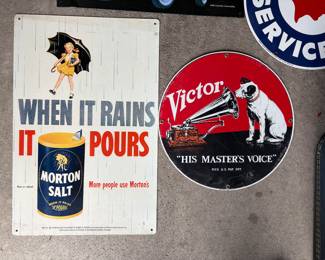 WHEN IT RAINS
IT POURS
MORTON
SALT
More people use Morton's
Victor
"HIS MASTER'S VOICE"
SERVICE